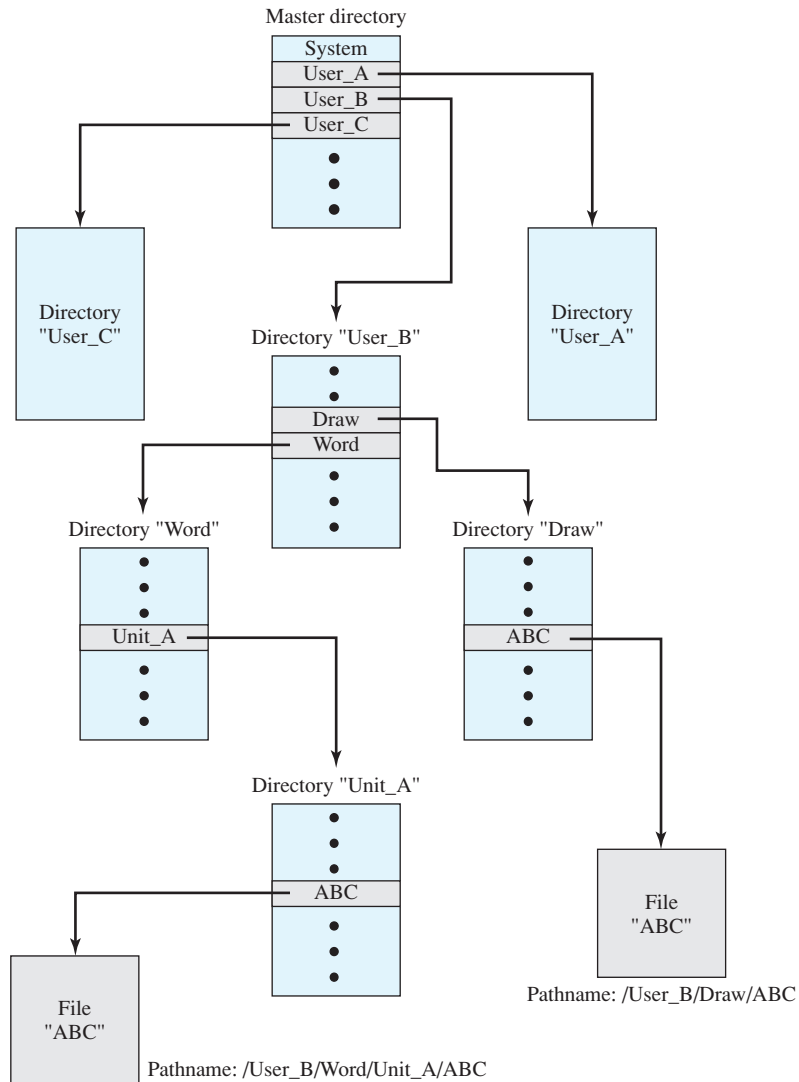 Master directory
System
User_A
User_B
User_C
Directory
"User_C"
Directory
"User_A"
Directory "User_B"
Draw
Word
Directory "Word"
Directory "Draw"
Unit_A
ABC
Directory "Unit_A"
ABC
File
"ABC"
Pathname: /User_B/Draw/ABC
File
"ABC"
Pathname: /User_B/Word/Unit_A/ABC